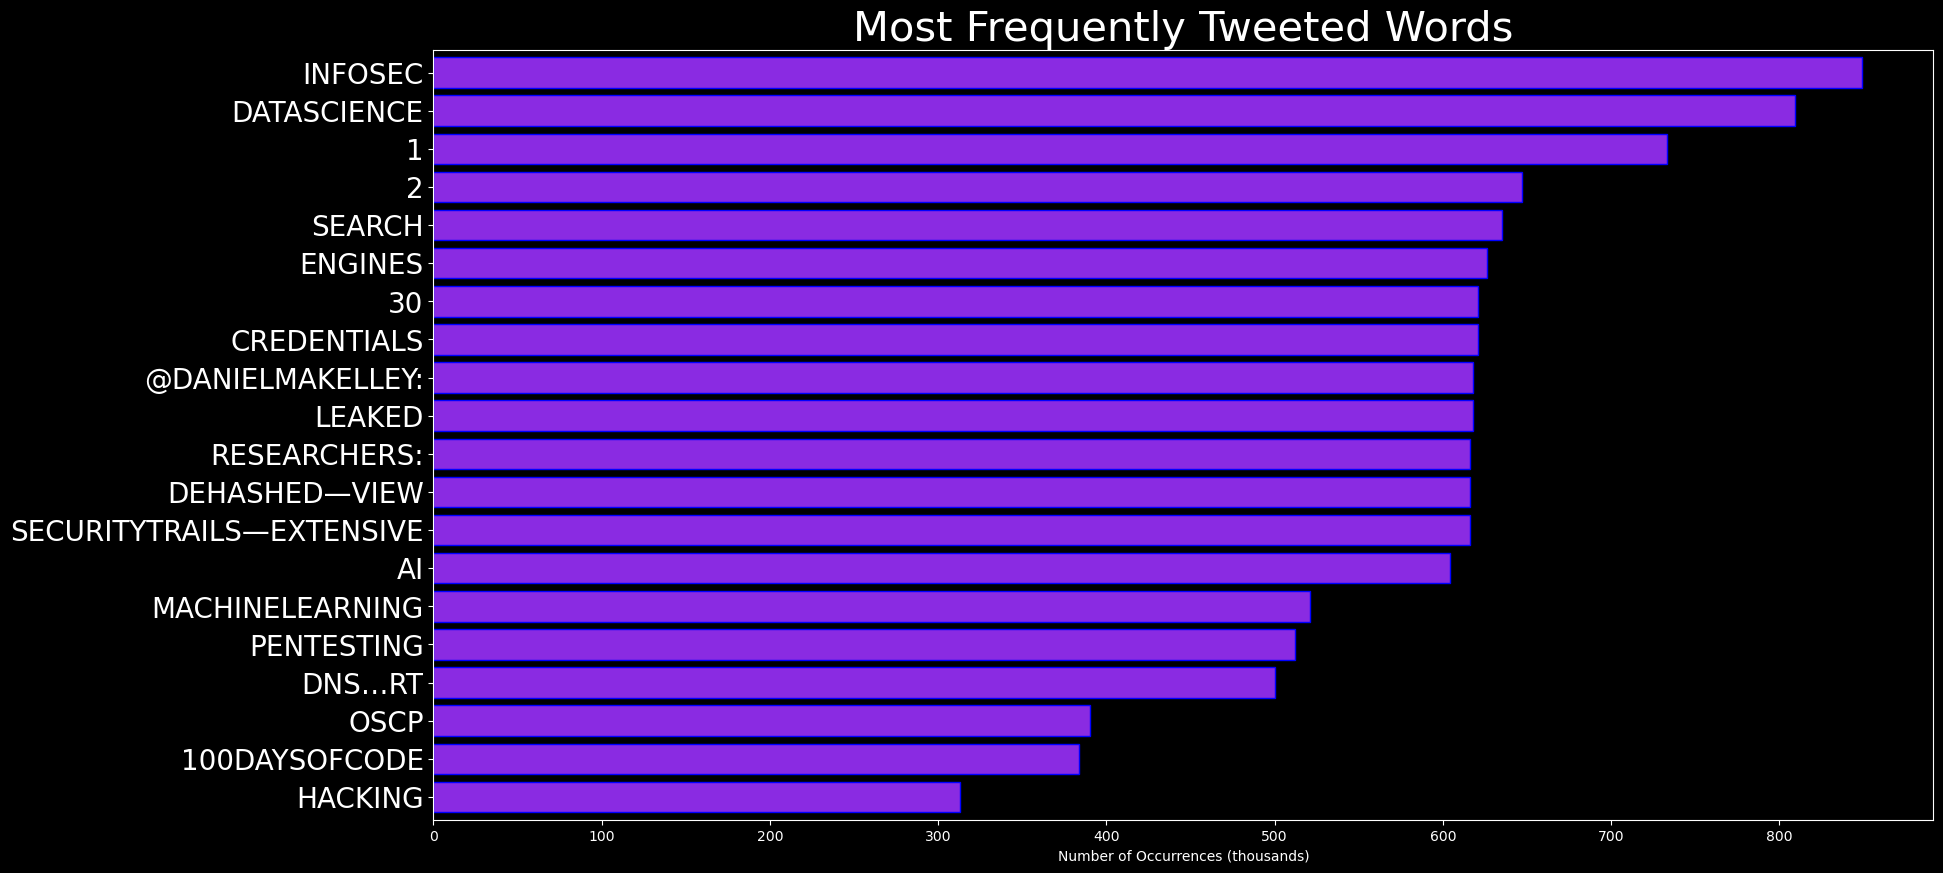 Most Frequently Tweeted Words
INFOSEC
DATASCIENCE
1
2
SEARCH
ENGINES
30
CREDENTIALS
@DANIELMAKELLEY:
LEAKED
RESEARCHERS:
DEHASHED—VIEW
SECURITYTRAILS—EXTENSIVE
AI
MACHINELEARNING
PENTESTING
DNS…RT
OSCP
100DAYSOFCODE
HACKING
0 100 200 300 400 500 600 700 800
Number of Occurrences (thousands)